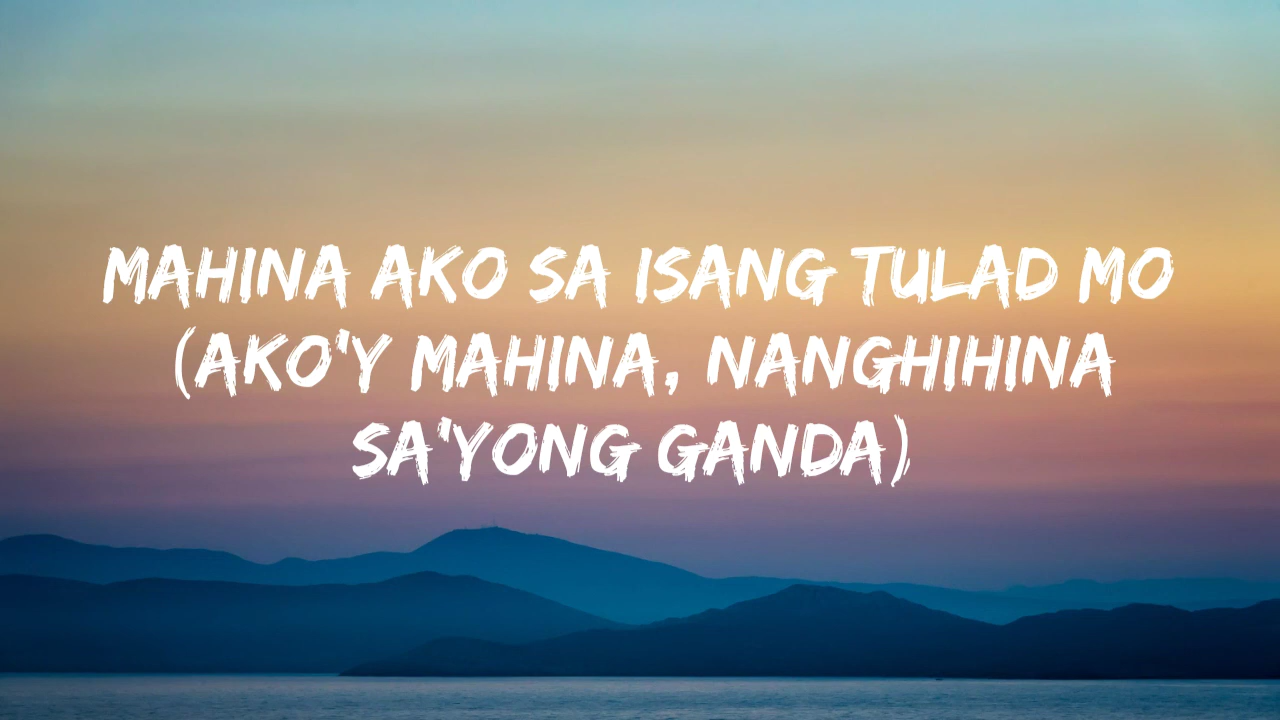 MAHINA AKO SA ISANG TULAD MO
(AKO'Y MAHINA, NANGHIHINA
SA'YONG GANDA)